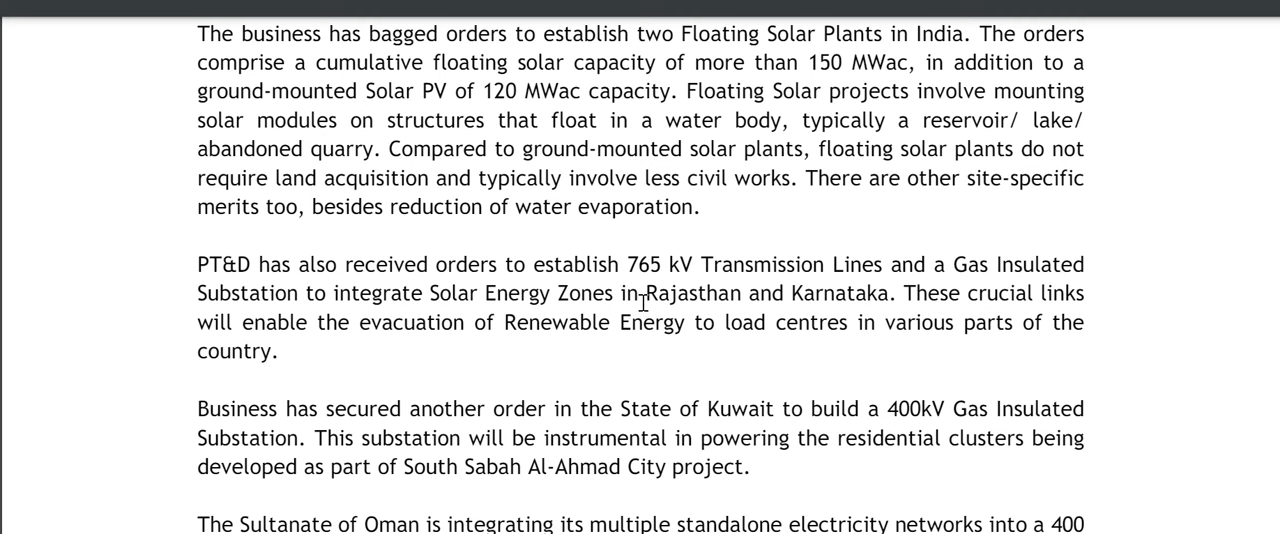 The business has bagged orders to establish two Floating Solar Plants in India. The orders
comprise a cumulative floating solar capacity of more than 150 MWac, in addition to a
ground-mounted Solar PV of 120 MWac capacity. Floating Solar projects involve mounting
solar modules on structures that float in a water body, typically a reservoir/ lake/
abandoned quarry. Compared to ground-mounted solar plants, floating solar plants do not
require land acquisition and typically involve less civil works. There are other site-specific
merits too, besides reduction of water evaporation.
PT&D has also received orders to establish 765 kV Transmission Lines and a Gas Insulated
Substation to integrate Solar Energy Zones in Rajasthan and Karnataka. These crucial links
will enable the evacuation of Renewable Energy to load centres in various parts of the
country.
Business has secured another order in the State of Kuwait to build a 400kV Gas Insulated
Substation. This substation will be instrumental in powering the residential clusters being
developed as part of South Sabah Al-Ahmad City project.
The Sultanate of Oman is integrating its multiple standalone electricity networks into a 400